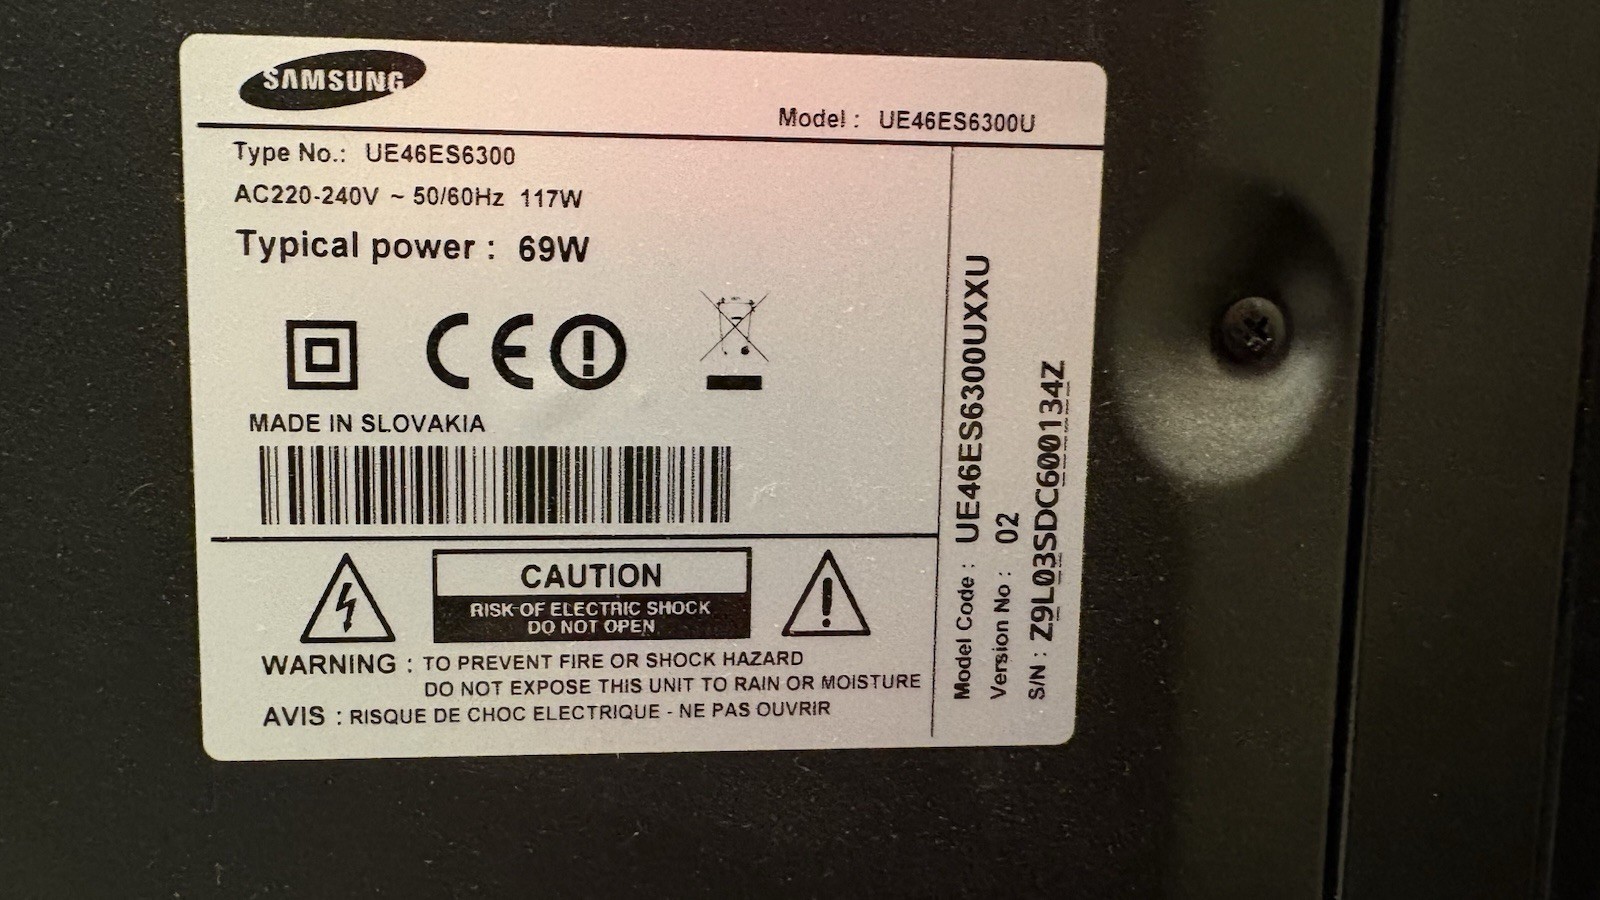 SAMSUNG
Model : UE46ES6300U
Type No.: UE46ES6300
AC220-240V ~ 50/60Hz 117W
Typical power : 69W
CE
MADE IN SLOVAKIA
CAUTION
RISK OF ELECTRIC SHOCK
DO NOT OPEN
WARNING : TO PREVENT FIRE OR SHOCK HAZARD
DO NOT EXPOSE THIS UNIT TO RAIN OR MOISTURE
AVIS : RISQUE DE CHOC ELECTRIQUE - NE PAS OUVRIR
Model Code : UE46ES6300UXXU
Version No : 02
S/N : Z9L03SDC600134Z